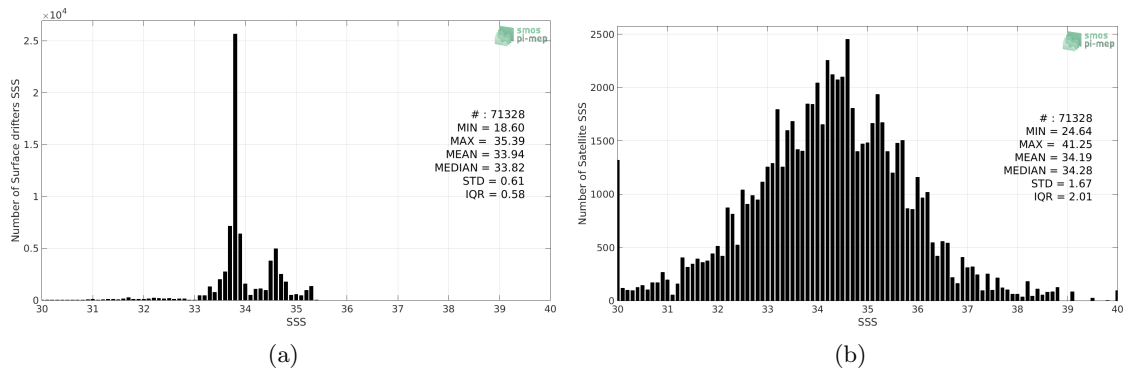 ×10⁴
2.5
2
1.5
1
0.5
0
30 31 32 33 34 35 36 37 38 39 40
SSS
Number of Surface drifters SSS
smos
pi-mep
# : 71328
MIN = 18.60
MAX = 35.39
MEAN = 33.94
MEDIAN = 33.82
STD = 0.61
IQR = 0.58
(a)
2500
2000
1500
1000
500
0
30 31 32 33 34 35 36 37 38 39 40
SSS
Number of Satellite SSS
smos
pi-mep
# : 71328
MIN = 24.64
MAX = 41.25
MEAN = 34.19
MEDIAN = 34.28
STD = 1.67
IQR = 2.01
(b)